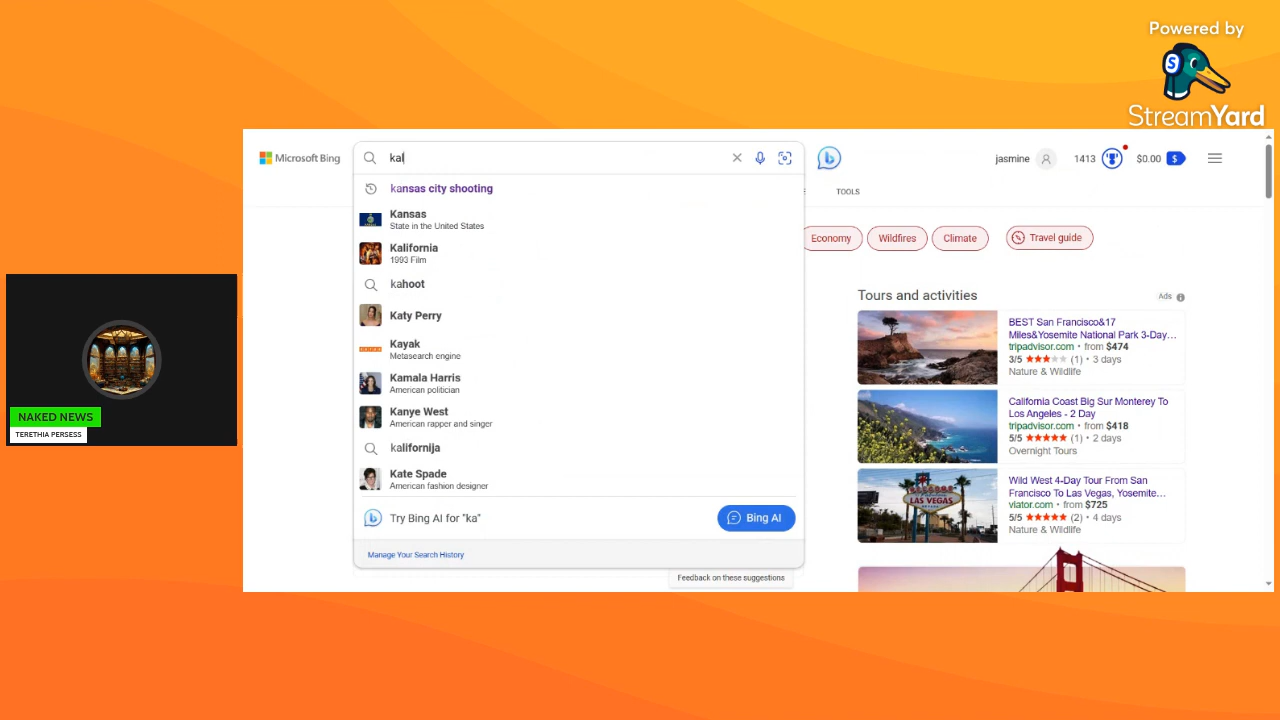 Powered by
StreamYard
Microsoft Bing
kal
jasmine
1413
$0.00
TOOLS
kansas city shooting
Kansas
State in the United States
Kalifornia
1993 Film
kahoot
Katy Perry
Kayak
Metasearch engine
Kamala Harris
American politician
Kanye West
American rapper and singer
kalifornija
Kate Spade
American fashion designer
Try Bing AI for "ka"
Bing AI
Manage Your Search History
Feedback on these suggestions
Economy
Wildfires
Climate
Travel guide
Tours and activities
Ads
BEST San Francisco&17
Miles&Yosemite National Park 3-Day…
tripadvisor.com • from $474
3/5 (1) • 3 days
Nature & Wildlife
California Coast Big Sur Monterey To
Los Angeles - 2 Day
tripadvisor.com • from $418
5/5 (1) • 2 days
Overnight Tours
Wild West 4-Day Tour From San
Francisco To Las Vegas, Yosemite…
viator.com • from $725
5/5 (2) • 4 days
Nature & Wildlife
NAKED NEWS
TERETHIA PERSESS